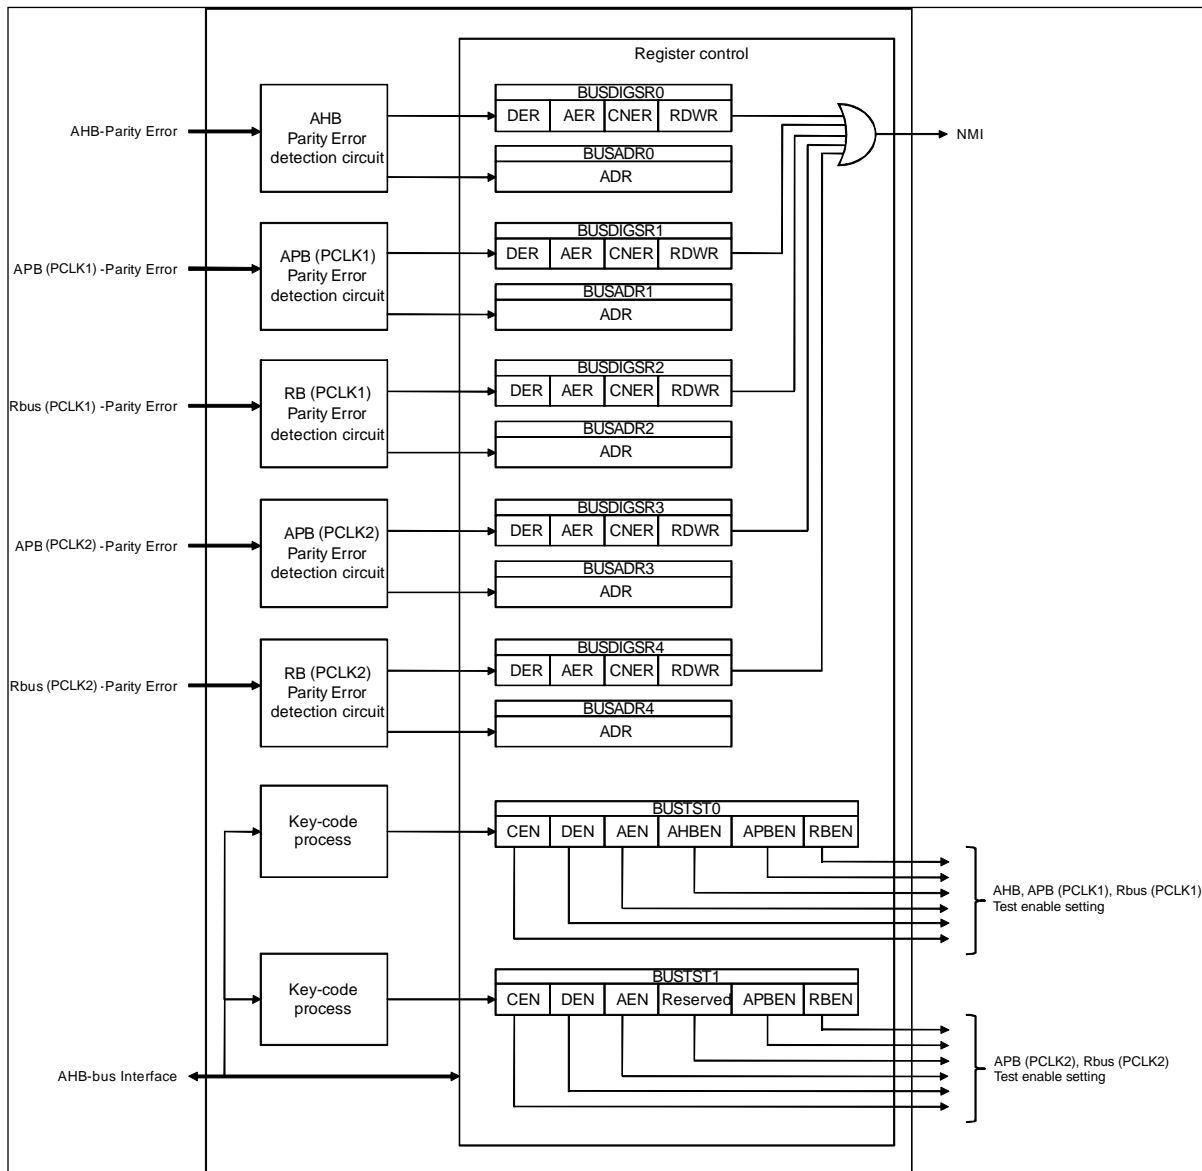 Register control
AHB-Parity Error
AHB
Parity Error
detection circuit
BUSDIGSR0
DER AER CNER RDWR
BUSADR0
ADR
NMI
APB (PCLK1) -Parity Error
APB (PCLK1)
Parity Error
detection circuit
BUSDIGSR1
DER AER CNER RDWR
BUSADR1
ADR
Rbus (PCLK1) -Parity Error
RB (PCLK1)
Parity Error
detection circuit
BUSDIGSR2
DER AER CNER RDWR
BUSADR2
ADR
APB (PCLK2) -Parity Error
APB (PCLK2)
Parity Error
detection circuit
BUSDIGSR3
DER AER CNER RDWR
BUSADR3
ADR
Rbus (PCLK2) -Parity Error
RB (PCLK2)
Parity Error
detection circuit
BUSDIGSR4
DER AER CNER RDWR
BUSADR4
ADR
Key-code
process
BUSTST0
CEN DEN AEN AHBEN APBEN RBEN
AHB, APB (PCLK1), Rbus (PCLK1)
Test enable setting
Key-code
process
BUSTST1
CEN DEN AEN Reserved APBEN RBEN
APB (PCLK2), Rbus (PCLK2)
Test enable setting
AHB-bus Interface